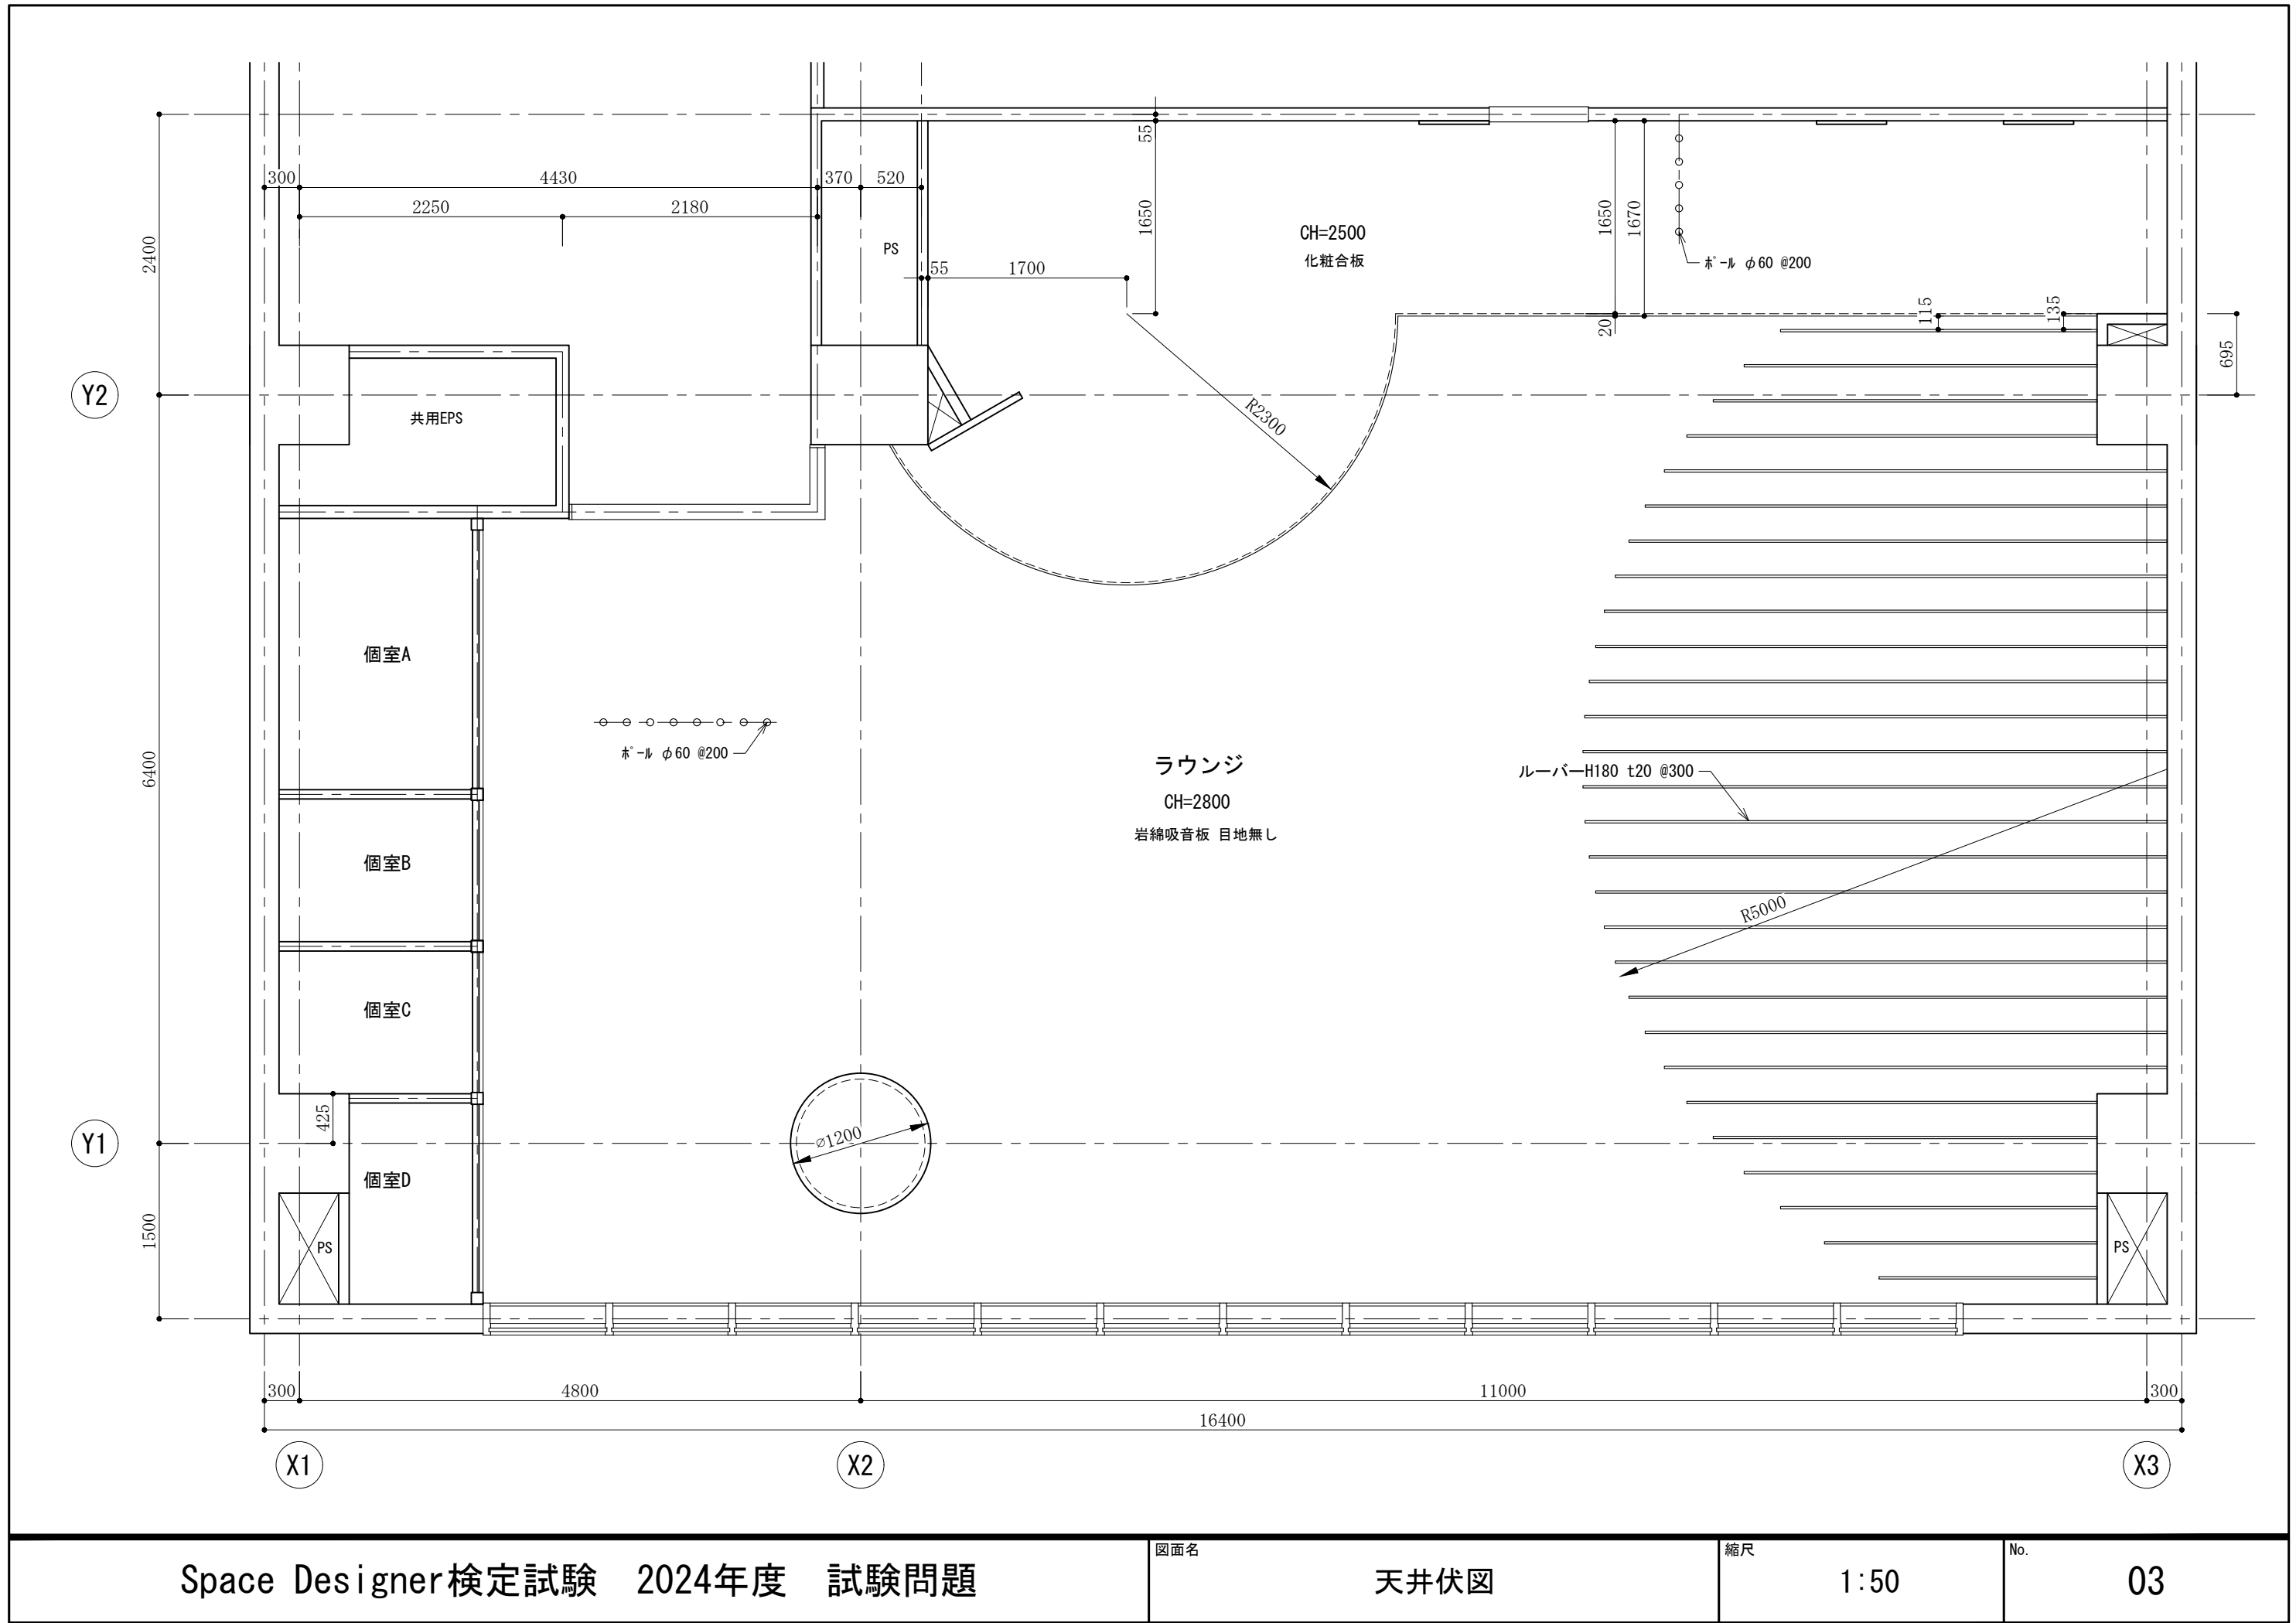 55
300
4430
370
520
2250
2180
1650
1650
1670
2400
PS
CH=2500
化粧合板
55
1700
ﾎﾟｰﾙ φ60 @200
115
135
20
695
Y2
R2300
共用EPS
個室A
ﾎﾟｰﾙ φ60 @200
6400
ラウンジ
CH=2800
岩綿吸音板 目地無し
ルーバーH180 t20 @300
個室B
R5000
個室C
425
Y1
⌀1200
個室D
1500
PS
PS
300
4800
11000
300
16400
X1
X2
X3
Space Designer検定試験 2024年度 試験問題
図面名
天井伏図
縮尺
1:50
No.
03